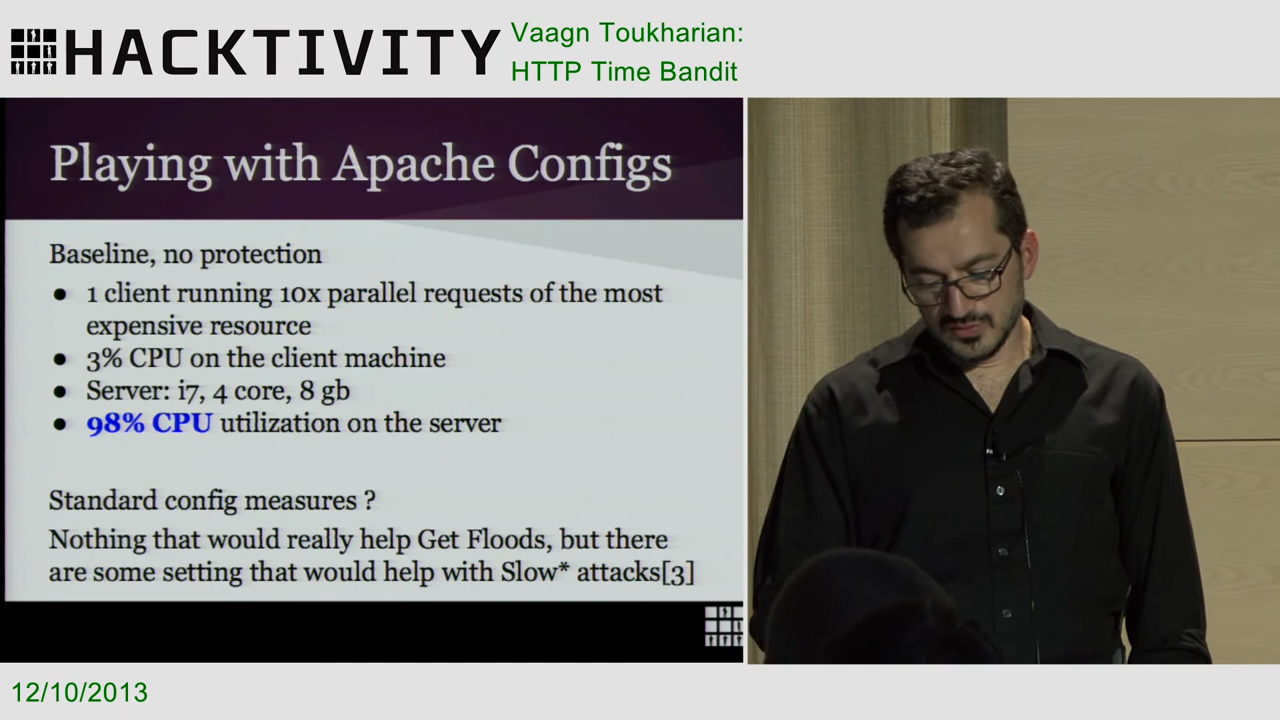 HACKTIVITY
Vaagn Toukharian:
HTTP Time Bandit
Playing with Apache Configs
Baseline, no protection
● 1 client running 10x parallel requests of the most
expensive resource
● 3% CPU on the client machine
● Server: i7, 4 core, 8 gb
● 98% CPU utilization on the server
Standard config measures ?
Nothing that would really help Get Floods, but there
are some setting that would help with Slow* attacks[3]
12/10/2013